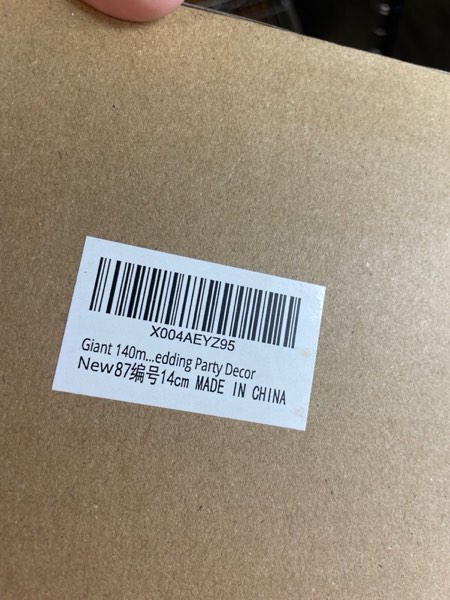 X004AEYZ95
Giant 140m...edding Party Decor
New87编号14cm MADE IN CHINA